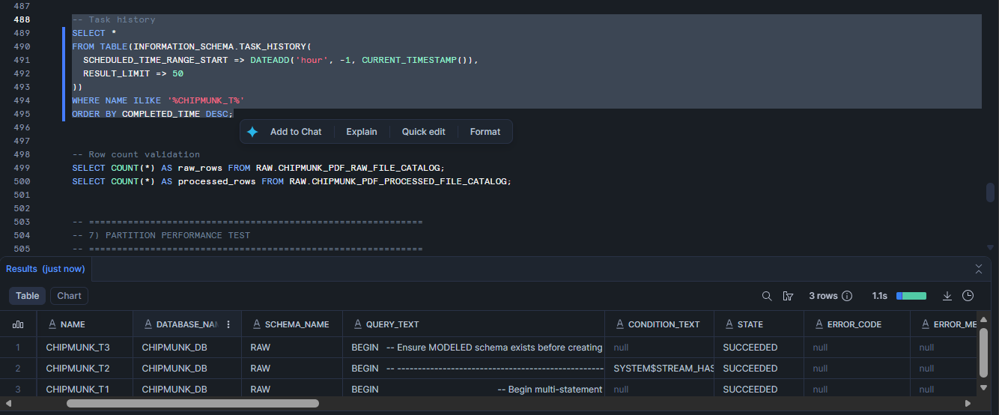 487
488 -- Task history
489 SELECT *
490 FROM TABLE(INFORMATION_SCHEMA.TASK_HISTORY(
491 SCHEDULED_TIME_RANGE_START => DATEADD('hour', -1, CURRENT_TIMESTAMP()),
492 RESULT_LIMIT => 50
493 ))
494 WHERE NAME ILIKE '%CHIPMUNK_T%'
495 ORDER BY COMPLETED_TIME DESC;
496
Add to Chat Explain Quick edit Format
497
498 -- Row count validation
499 SELECT COUNT(*) AS raw_rows FROM RAW.CHIPMUNK_PDF_RAW_FILE_CATALOG;
500 SELECT COUNT(*) AS processed_rows FROM RAW.CHIPMUNK_PDF_PROCESSED_FILE_CATALOG;
501
502
503 -- ============================================================
504 -- 7) PARTITION PERFORMANCE TEST
505 -- ============================================================
Results (just now)
Table Chart 3 rows 1.1s
NAME DATABASE_NAM SCHEMA_NAME QUERY_TEXT CONDITION_TEXT STATE ERROR_CODE ERROR_ME
1 CHIPMUNK_T3 CHIPMUNK_DB RAW BEGIN -- Ensure MODELED schema exists before creating null SUCCEEDED null null
2 CHIPMUNK_T2 CHIPMUNK_DB RAW BEGIN -- -------------------------------------------------- SYSTEM$STREAM_HAS SUCCEEDED null null
3 CHIPMUNK_T1 CHIPMUNK_DB RAW BEGIN -- Begin multi-statement null SUCCEEDED null null